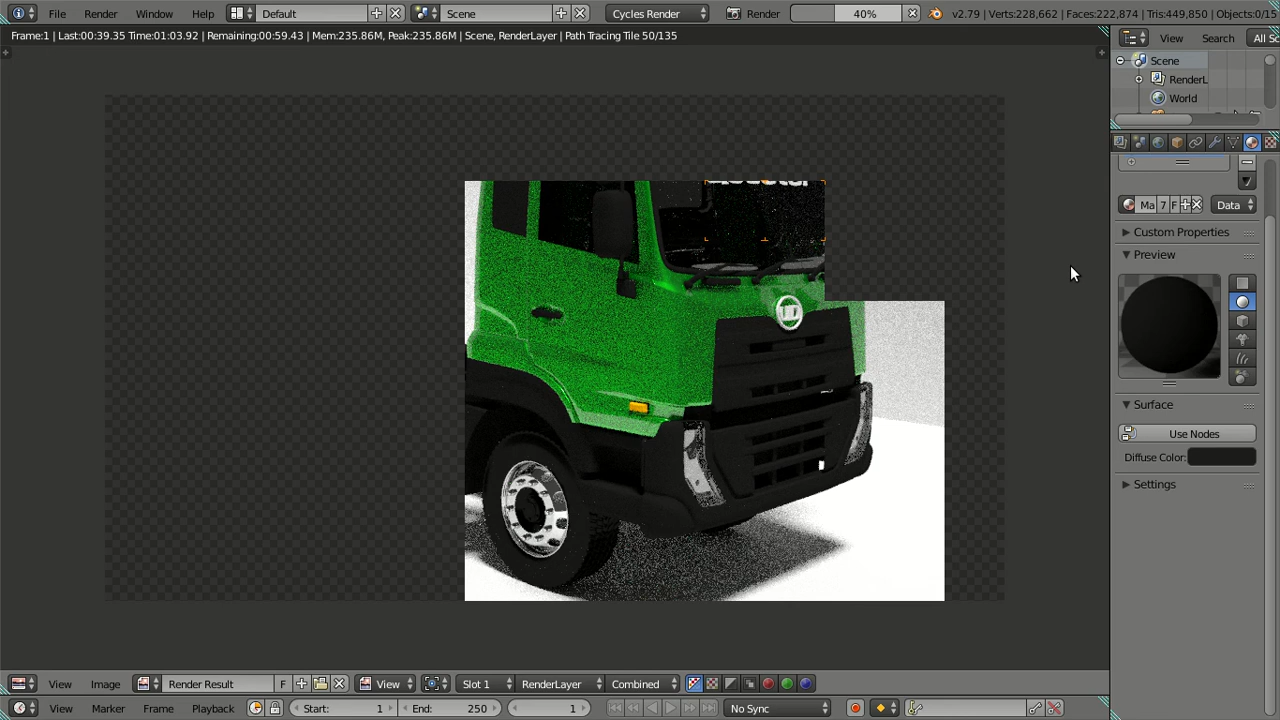 File Render Window Help Default Scene Cycles Render Render 40% v2.79 | Verts:228,662 | Faces:222,874 | Tris:449,850 | Objects:0/15
Frame:1 | Last:00:39.35 Time:01:03.92 | Remaining:00:59.43 | Mem:235.86M, Peak:235.86M | Scene, RenderLayer | Path Tracing Tile 50/135
View Search All Sc
Scene
RenderL
World
Ma 7 F Data
Custom Properties
Preview
UD
Surface
Use Nodes
Diffuse Color:
Settings
View Image Render Result F View Slot 1 RenderLayer Combined
View Marker Frame Playback Start: 1 End: 250 1 No Sync